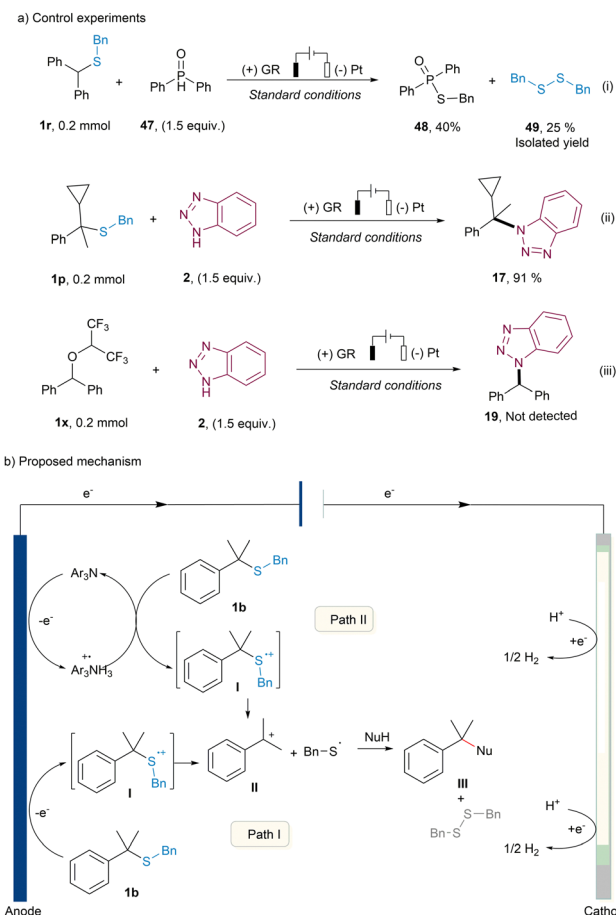 a) Control experiments
Ph S Bn
Ph
1r, 0.2 mmol
+
O
Ph P Ph
H
47, (1.5 equiv.)
(+) GR (-) Pt
Standard conditions
O
Ph P Ph
S Bn
48, 40%
+
Bn S S Bn
49, 25 %
Isolated yield
(i)
Ph S Bn
1p, 0.2 mmol
+
N N N H
2, (1.5 equiv.)
(+) GR (-) Pt
Standard conditions
Ph N N N
17, 91 %
(ii)
CF3
O CF3
Ph Ph
1x, 0.2 mmol
+
N N N H
2, (1.5 equiv.)
(+) GR (-) Pt
Standard conditions
N N N
Ph Ph
19, Not detected
(iii)
b) Proposed mechanism
e- e-
Ar3N
-e-
+•
Ar3NH3
S Bn
1b
Path II
S •+
Bn
I
H+
+e-
1/2 H2
S •+
Bn
I
+
II
+ Bn-S•
NuH
Nu
III
+
Bn-S S-Bn
-e-
S Bn
1b
Path I
H+
+e-
1/2 H2
Anode Catho